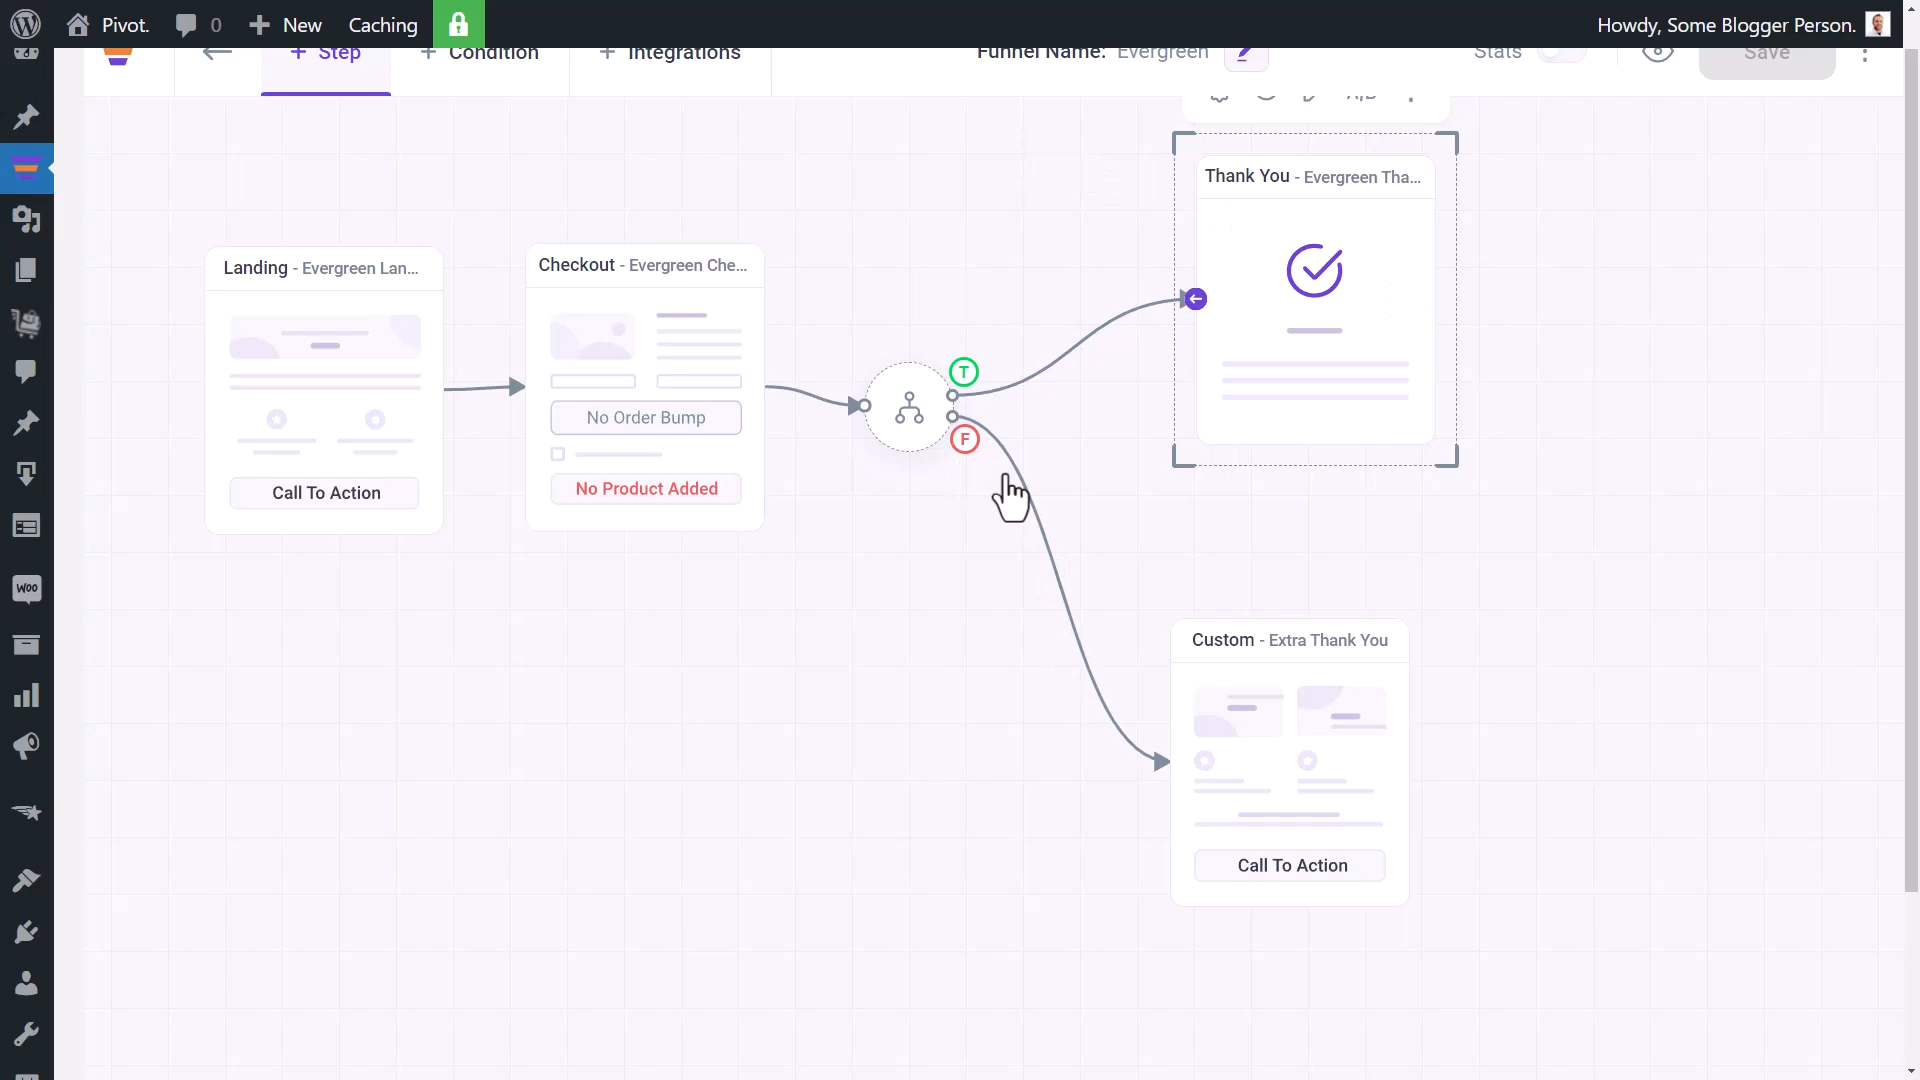 Pivot.
0
New
Caching
Howdy, Some Blogger Person.
Step
Condition
Integrations
Funnel Name: Evergreen
Stats
Save
A/B
Thank You - Evergreen Tha...
Landing - Evergreen Lan...
Call To Action
Checkout - Evergreen Che...
No Order Bump
No Product Added
T
F
Custom - Extra Thank You
Call To Action
WOO